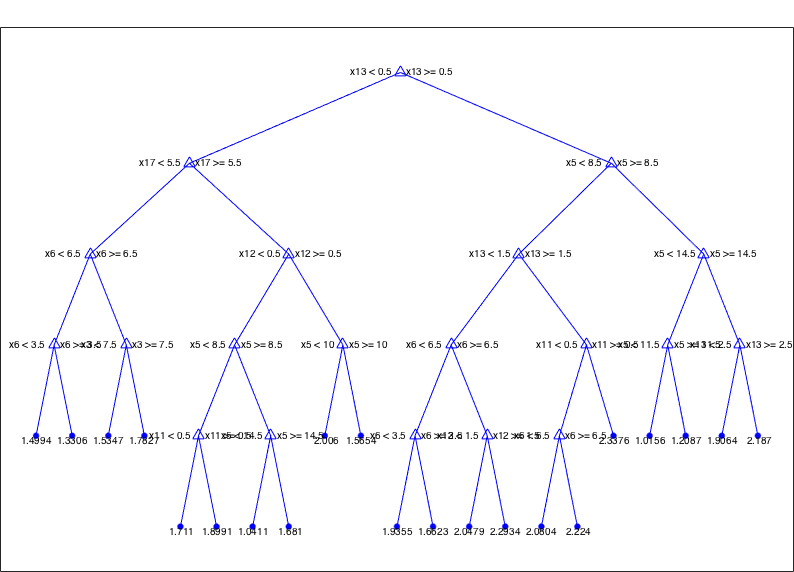 x13 < 0.5 x13 >= 0.5
x17 < 5.5 x17 >= 5.5 x5 < 8.5 x5 >= 8.5
x6 < 6.5 x6 >= 6.5 x12 < 0.5 x12 >= 0.5 x13 < 1.5 x13 >= 1.5 x5 < 14.5 x5 >= 14.5
x6 < 3.5 x6 >= 3.5 x3 < 7.5 x3 >= 7.5 x5 < 8.5 x5 >= 8.5 x5 < 10 x5 >= 10 x6 < 6.5 x6 >= 6.5 x11 < 0.5 x11 >= 0.5 x5 < 11.5 x5 >= 11.5 x13 < 2.5 x13 >= 2.5
1.4994 1.3306 1.5347 1.7827 x11 < 0.5 x11 >= 0.5 x5 < 14.5 x5 >= 14.5 2.006 1.5654 x6 < 3.5 x6 >= 3.5 x12 < 1.5 x12 >= 1.5 x6 < 6.5 x6 >= 6.5 2.3376 1.0156 1.2087 1.9064 2.187
1.711 1.8991 1.0411 1.681 1.9355 1.6623 2.0479 2.2934 2.0804 2.224